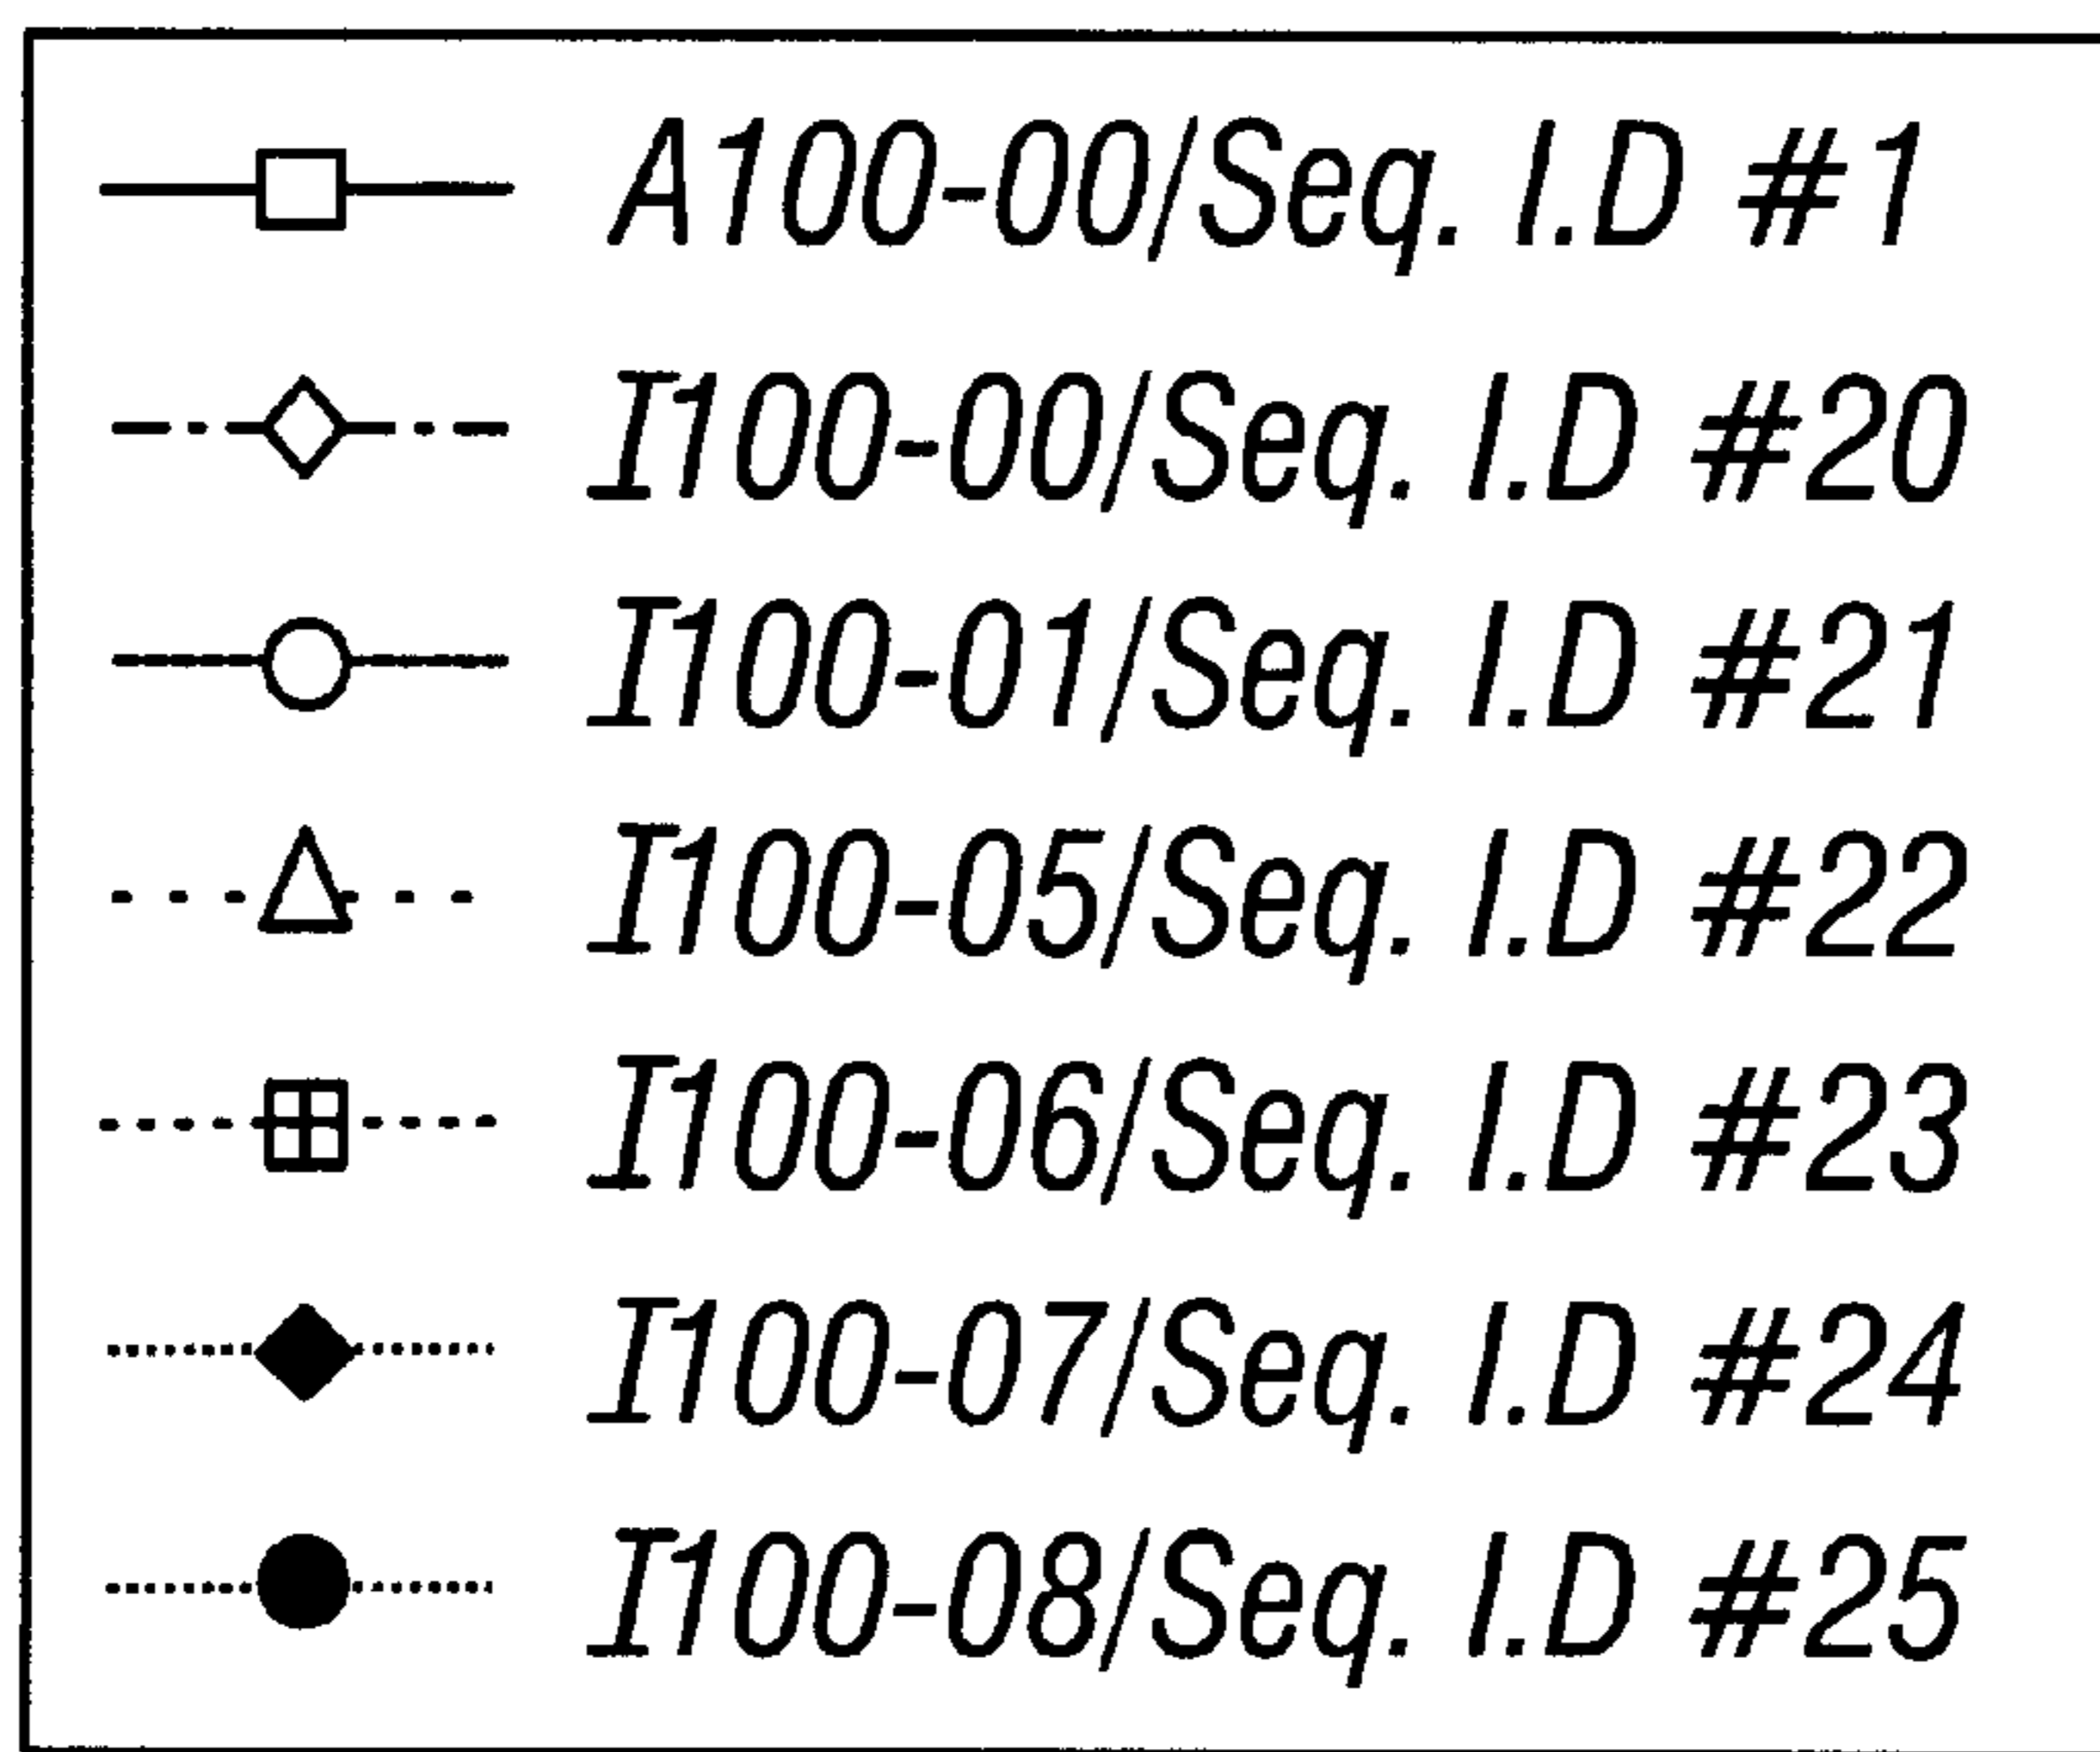 A100-00/Seq. I.D #1
I100-00/Seq. I.D #20
I100-01/Seq. I.D #21
I100-05/Seq. I.D #22
I100-06/Seq. I.D #23
I100-07/Seq. I.D #24
I100-08/Seq. I.D #25